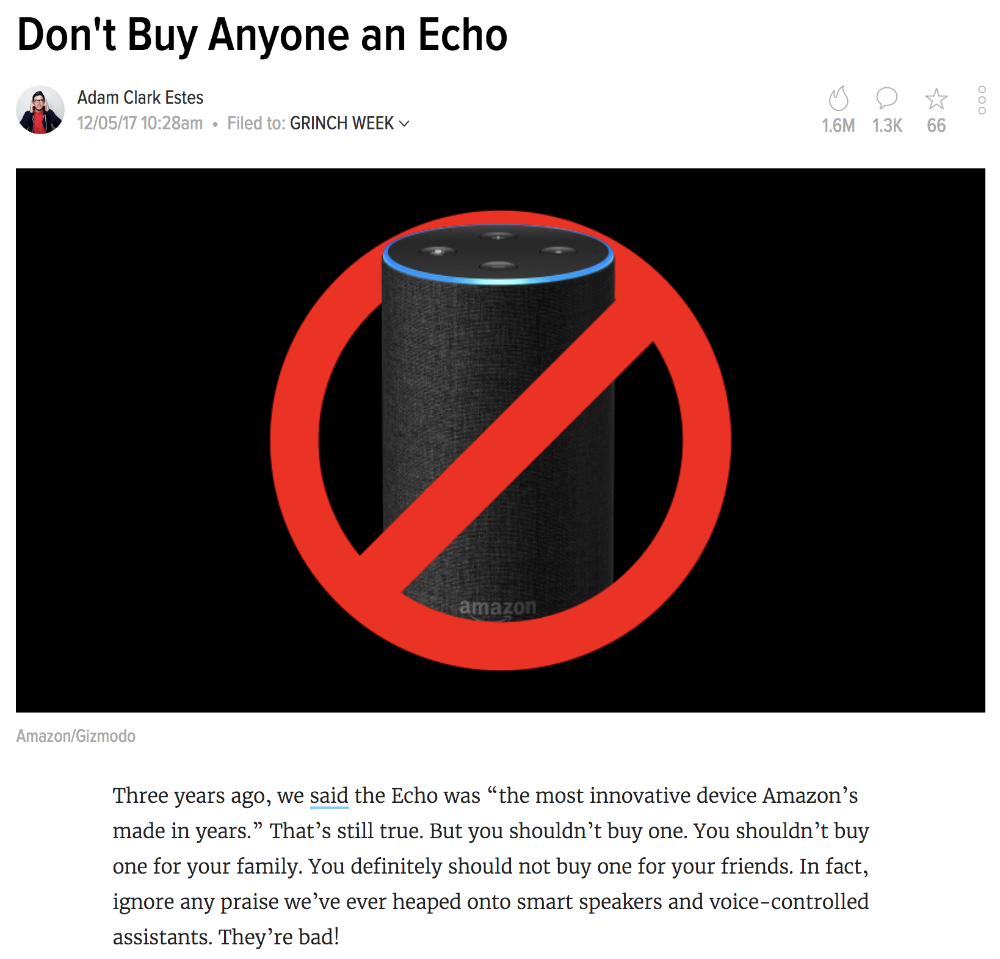 Don't Buy Anyone an Echo
Adam Clark Estes
12/05/17 10:28am • Filed to: GRINCH WEEK
1.6M 1.3K 66
amazon
Amazon/Gizmodo
Three years ago, we said the Echo was “the most innovative device Amazon’s
made in years.” That’s still true. But you shouldn’t buy one. You shouldn’t buy
one for your family. You definitely should not buy one for your friends. In fact,
ignore any praise we’ve ever heaped onto smart speakers and voice-controlled
assistants. They’re bad!